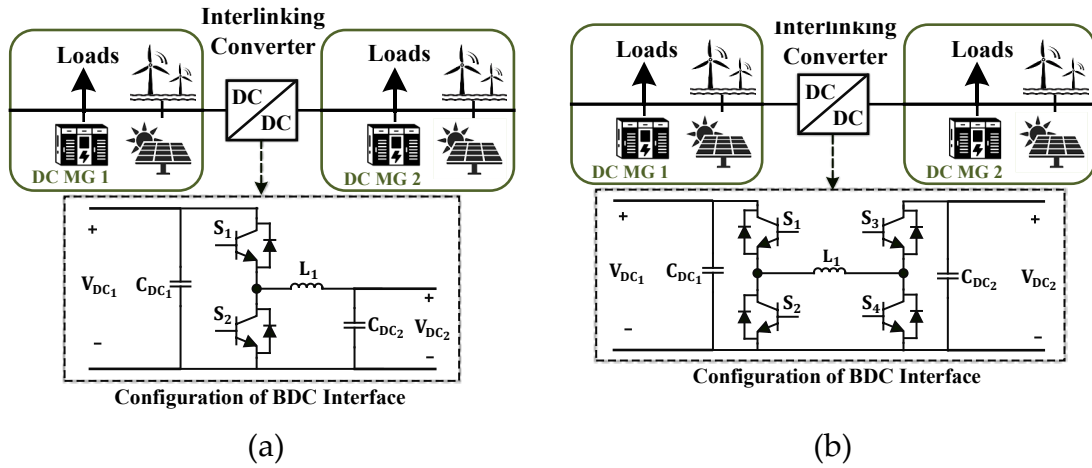 Interlinking
Converter
Loads
Loads
DC
DC
DC MG 1
DC MG 2
S1
+
+
L1
VDC1
CDC1
S2
CDC2
VDC2
−
−
Configuration of BDC Interface
(a)
Interlinking
Converter
Loads
Loads
DC
DC
DC MG 1
DC MG 2
+
S1
S3
+
L1
VDC1
CDC1
CDC2
VDC2
S2
S4
−
−
Configuration of BDC Interface
(b)